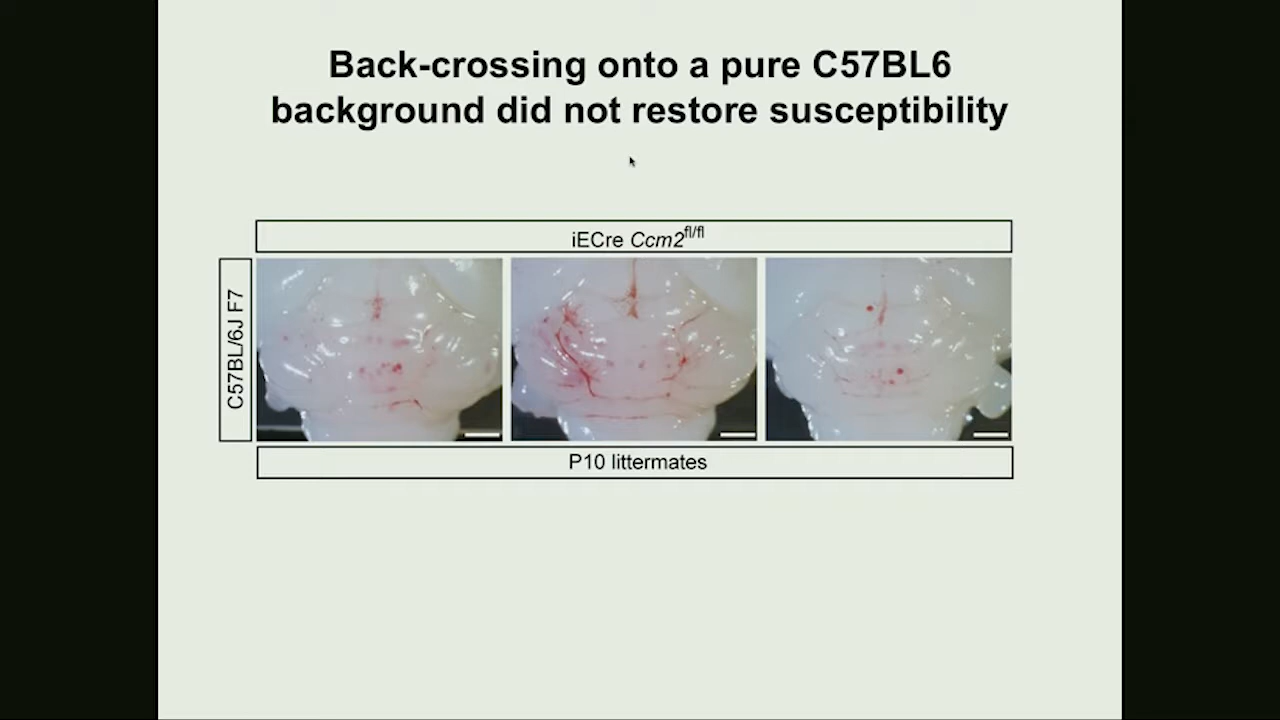 Back-crossing onto a pure C57BL6
background did not restore susceptibility
iECre Ccm2fl/fl
C57BL/6J F7
P10 littermates